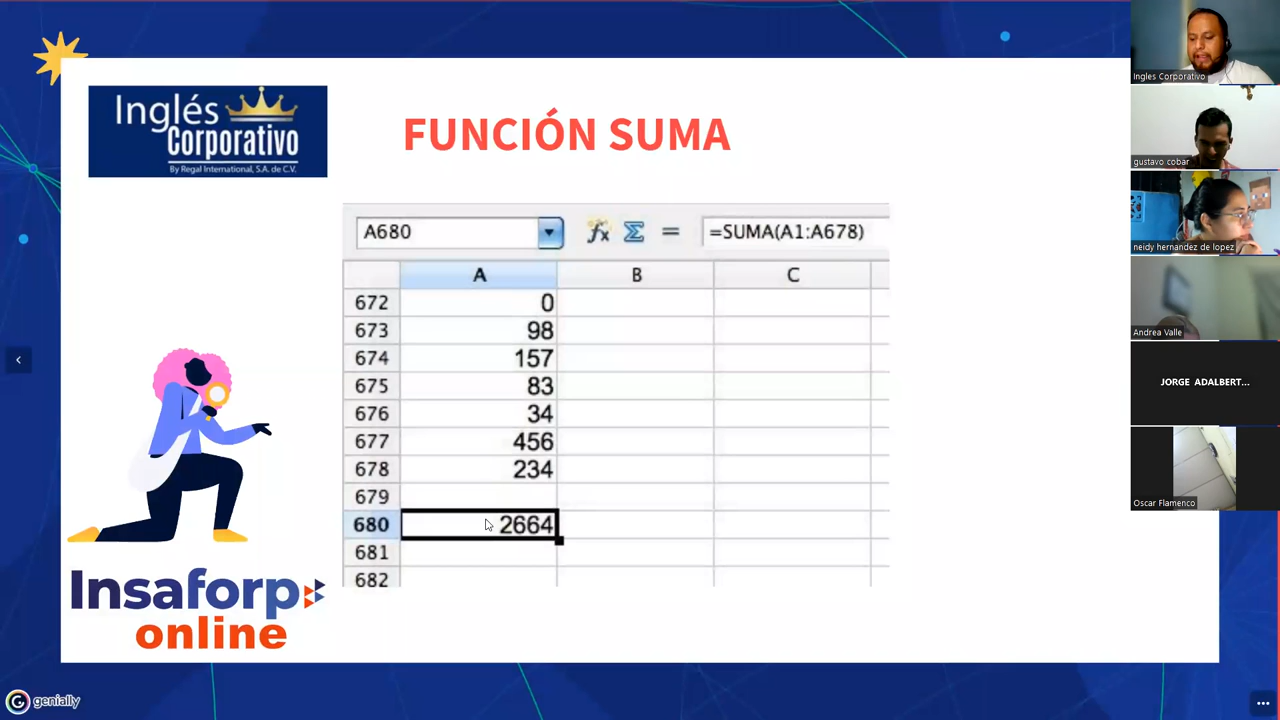 Inglés
Corporativo
By Regal International, S.A. de C.V.
FUNCIÓN SUMA
A680 fx Σ = =SUMA(A1:A678)
A B C
672 0
673 98
674 157
675 83
676 34
677 456
678 234
679
680 2664
681
682
Insaforp
online
genially
Ingles Corporativo
gustavo cobar
neidy hernandez de lopez
Andrea Valle
JORGE ADALBERT...
Oscar Flamenco